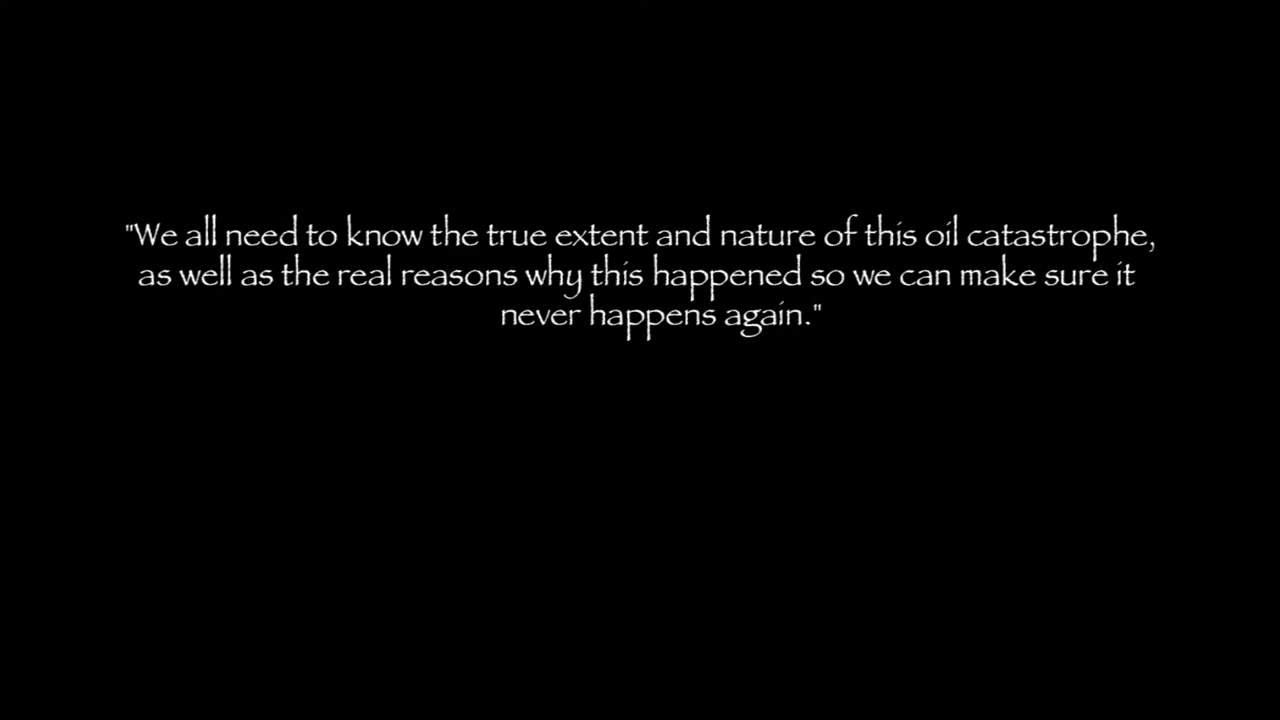 "We all need to know the true extent and nature of this oil catastrophe,
as well as the real reasons why this happened so we can make sure it
never happens again."